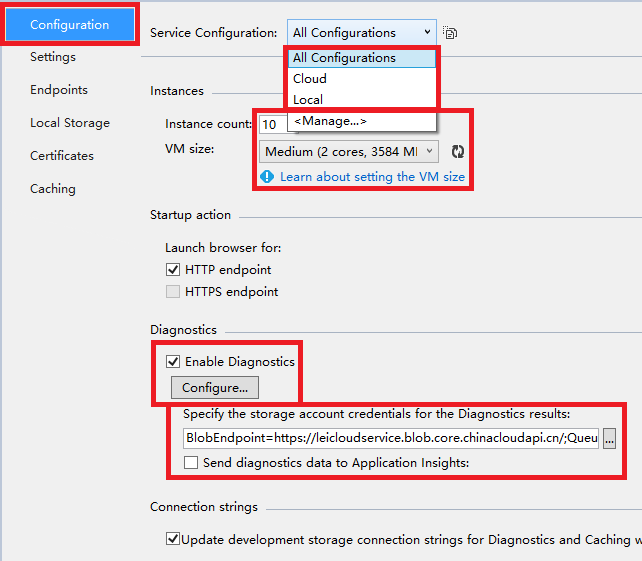 Configuration
Settings
Endpoints
Local Storage
Certificates
Caching
Service Configuration: All Configurations
All Configurations
Cloud
Local
<Manage...>
Instances
Instance count: 10
VM size: Medium (2 cores, 3584 MI
Learn about setting the VM size
Startup action
Launch browser for:
HTTP endpoint
HTTPS endpoint
Diagnostics
Enable Diagnostics
Configure...
Specify the storage account credentials for the Diagnostics results:
BlobEndpoint=https://leicloudservice.blob.core.chinacloudapi.cn/;Queu ...
Send diagnostics data to Application Insights:
Connection strings
Update development storage connection strings for Diagnostics and Caching w